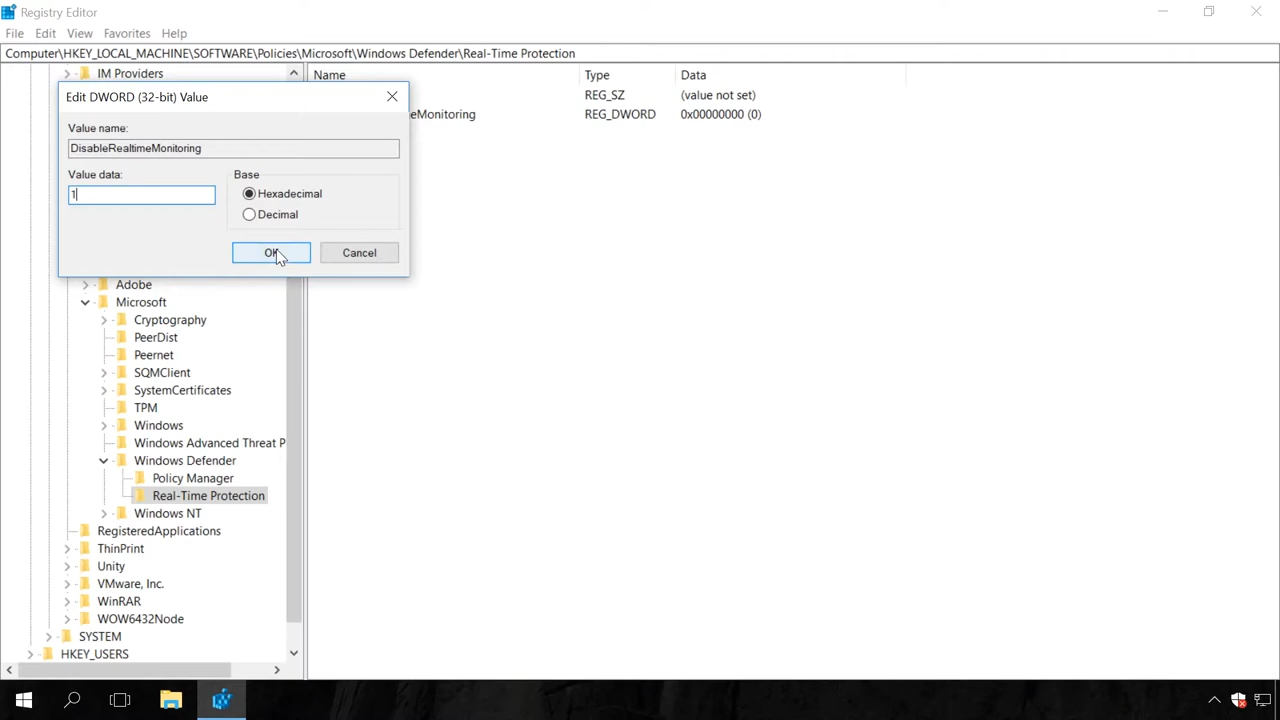 Registry Editor
File Edit View Favorites Help
Computer\HKEY_LOCAL_MACHINE\SOFTWARE\Policies\Microsoft\Windows Defender\Real-Time Protection
IM Providers
Name Type Data
REG_SZ (value not set)
eMonitoring REG_DWORD 0x00000000 (0)
Edit DWORD (32-bit) Value
Value name:
DisableRealtimeMonitoring
Value data:
1
Base
Hexadecimal
Decimal
OK
Cancel
Adobe
Microsoft
Cryptography
PeerDist
Peernet
SQMClient
SystemCertificates
TPM
Windows
Windows Advanced Threat P
Windows Defender
Policy Manager
Real-Time Protection
Windows NT
RegisteredApplications
ThinPrint
Unity
VMware, Inc.
WinRAR
WOW6432Node
SYSTEM
HKEY_USERS